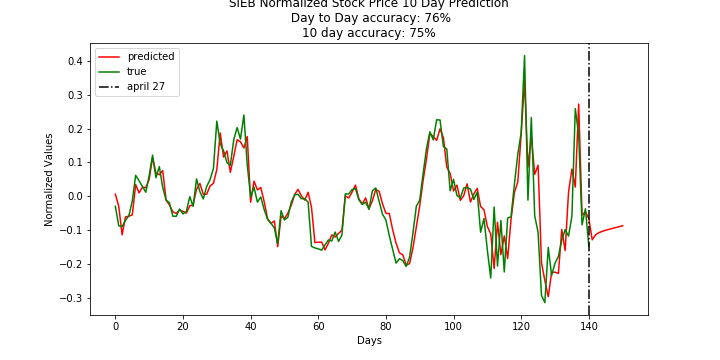 SIEB Normalized Stock Price 10 Day Prediction
Day to Day accuracy: 76%
10 day accuracy: 75%
predicted
true
april 27
Normalized Values
0.4
0.3
0.2
0.1
0.0
−0.1
−0.2
−0.3
0 20 40 60 80 100 120 140
Days